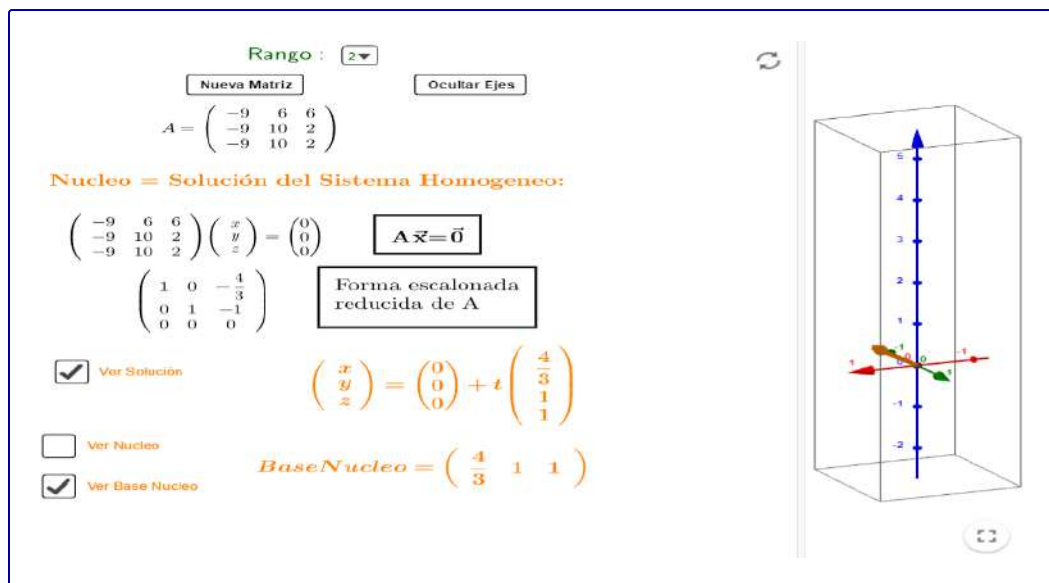 Rango : 2
Nueva Matriz Ocultar Ejes
A = ( -9 6 6
-9 10 2
-9 10 2 )
Nucleo = Solución del Sistema Homogeneo:
( -9 6 6
-9 10 2
-9 10 2 ) ( x
y
z ) = ( 0
0
0 )
A x⃗ = 0⃗
( 1 0 -4/3
0 1 -1
0 0 0 )
Forma escalonada
reducida de A
Ver Solución
( x
y
z ) = ( 0
0
0 ) + t ( 4/3
1
1 )
Ver Nucleo
BaseNucleo = ( 4/3 1 1 )
Ver Base Nucleo
5
4
3
2
1
-1
0 0
1 0 -1
1
-1
-2